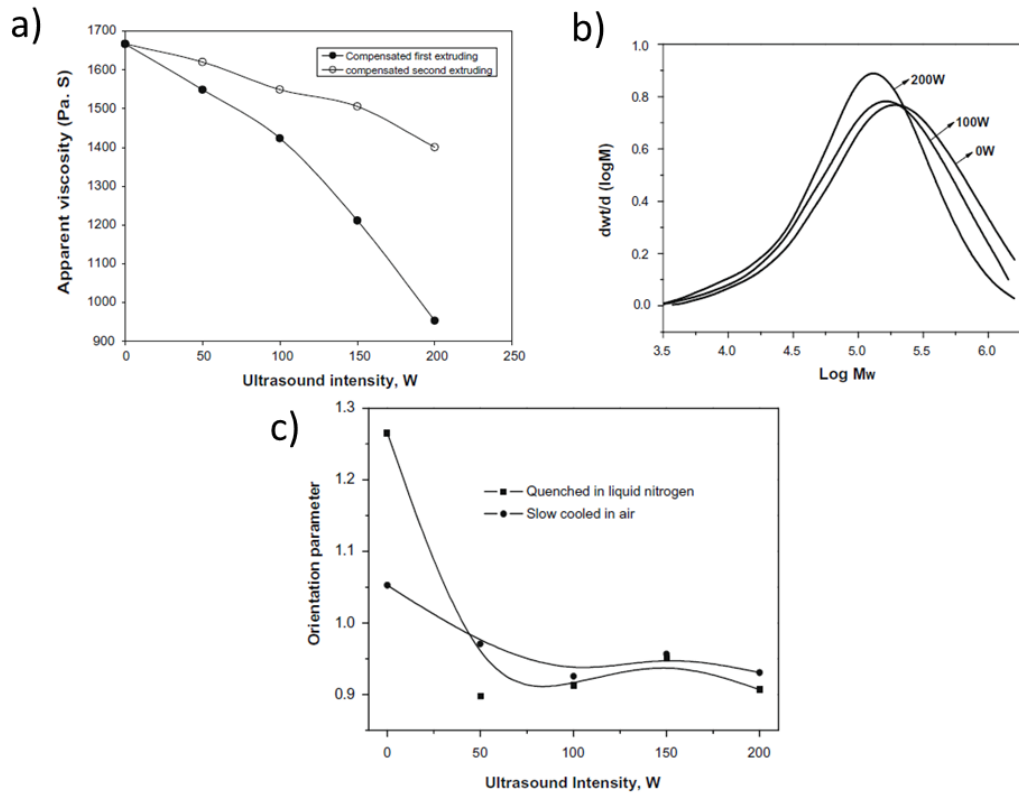 a)
1700
1600
1500
1400
1300
1200
1100
1000
900
0
50
100
150
200
250
Apparent viscosity (Pa. S)
Ultrasound intensity, W
Compensated first extruding
compensated second extruding
b)
1.0
0.8
0.6
0.4
0.2
0.0
3.5
4.0
4.5
5.0
5.5
6.0
dwt/d (logM)
Log Mw
200W
100W
0W
c)
1.3
1.2
1.1
1.0
0.9
0
50
100
150
200
Orientation parameter
Ultrasound Intensity, W
Quenched in liquid nitrogen
Slow cooled in air